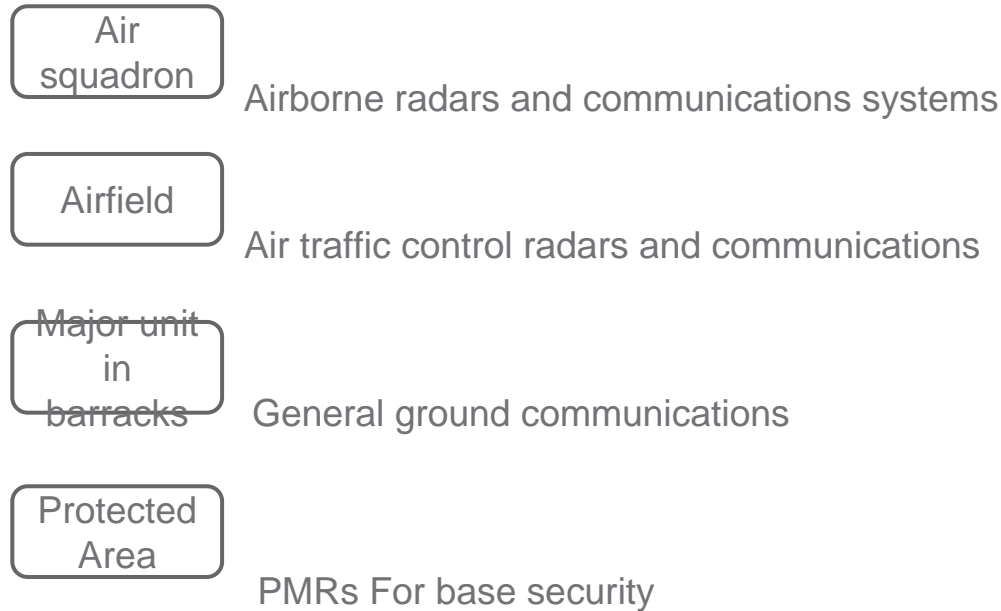 Air
squadron
Airborne radars and communications systems
Airfield
Air traffic control radars and communications
Major unit
in
barracks
General ground communications
Protected
Area
PMRs For base security